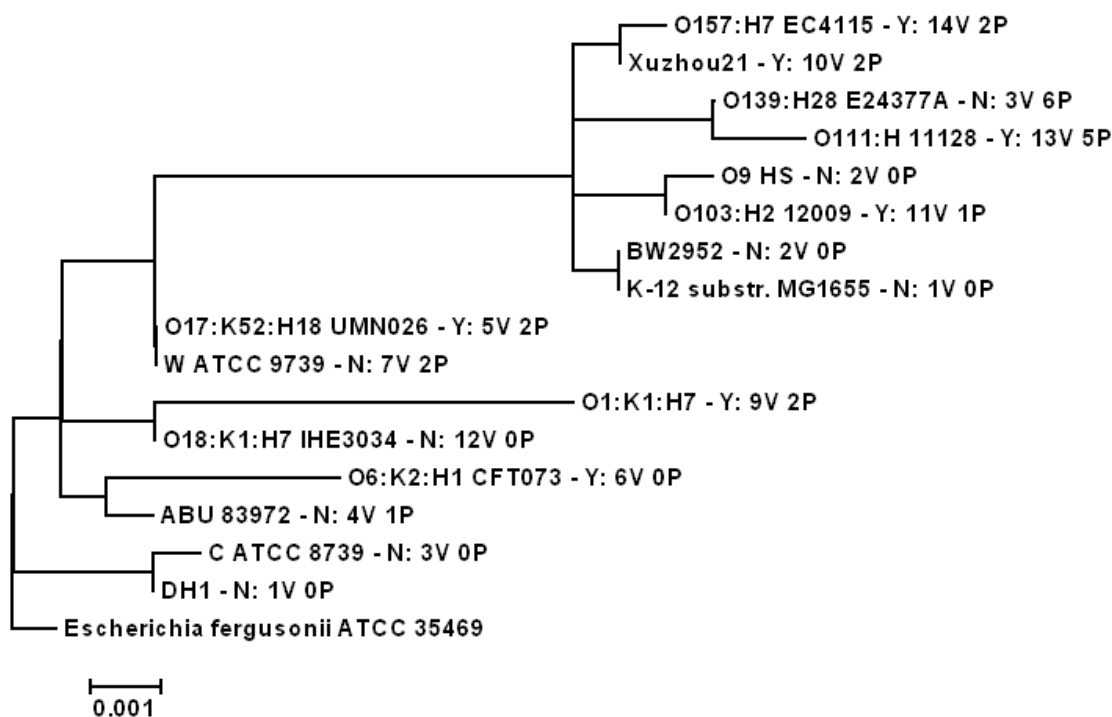 O157:H7 EC4115 - Y: 14V 2P
Xuzhou21 - Y: 10V 2P
O139:H28 E24377A - N: 3V 6P
O111:H 11128 - Y: 13V 5P
O9 HS - N: 2V 0P
O103:H2 12009 - Y: 11V 1P
BW2952 - N: 2V 0P
K-12 substr. MG1655 - N: 1V 0P
O17:K52:H18 UMN026 - Y: 5V 2P
W ATCC 9739 - N: 7V 2P
O1:K1:H7 - Y: 9V 2P
O18:K1:H7 IHE3034 - N: 12V 0P
O6:K2:H1 CFT073 - Y: 6V 0P
ABU 83972 - N: 4V 1P
C ATCC 8739 - N: 3V 0P
DH1 - N: 1V 0P
Escherichia fergusonii ATCC 35469
0.001